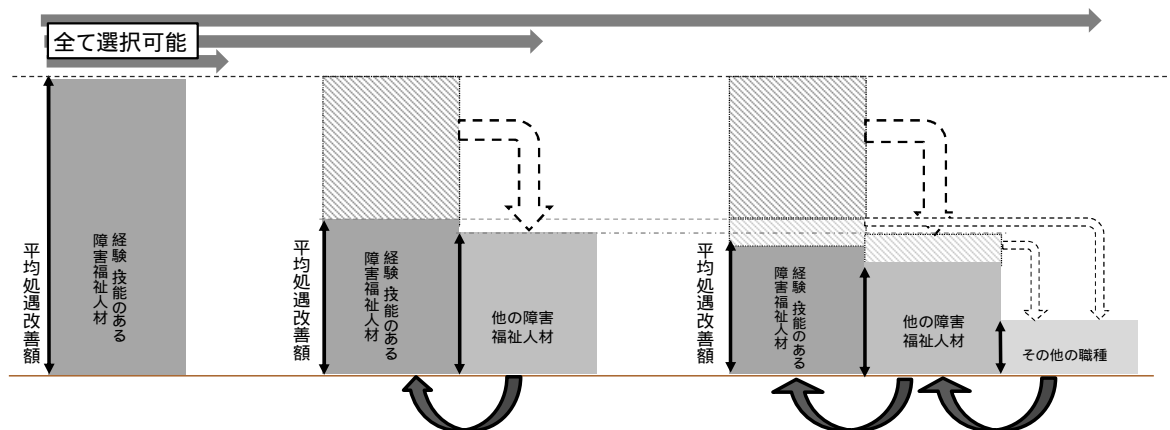 全て選択可能
平均処遇改善額
経験・技能のある
障害福祉人材
平均処遇改善額
経験・技能のある
障害福祉人材
他の障害
福祉人材
平均処遇改善額
経験・技能のある
障害福祉人材
他の障害
福祉人材
その他の職種